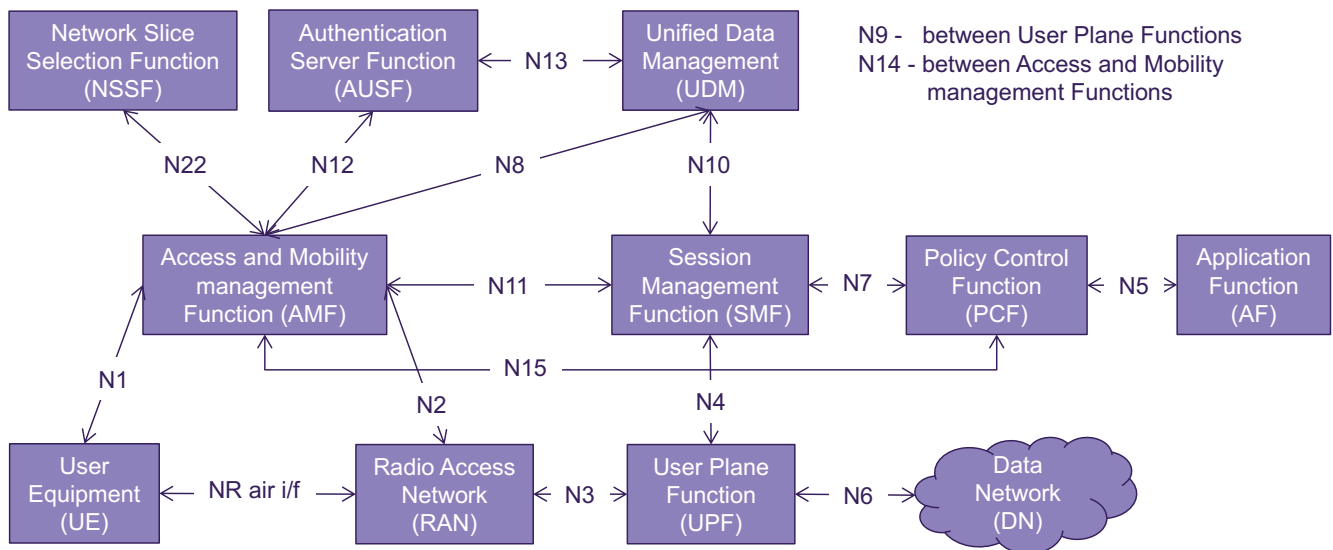 Network Slice
Selection Function
(NSSF)
Authentication
Server Function
(AUSF)
N13
Unified Data
Management
(UDM)
N9 - between User Plane Functions
N14 - between Access and Mobility
management Functions
N22
N12
N8
N10
Access and Mobility
management
Function (AMF)
N11
Session
Management
Function (SMF)
N7
Policy Control
Function
(PCF)
N5
Application
Function
(AF)
N15
N1
N2
N4
User
Equipment
(UE)
NR air i/f
Radio Access
Network
(RAN)
N3
User Plane
Function
(UPF)
N6
Data
Network
(DN)